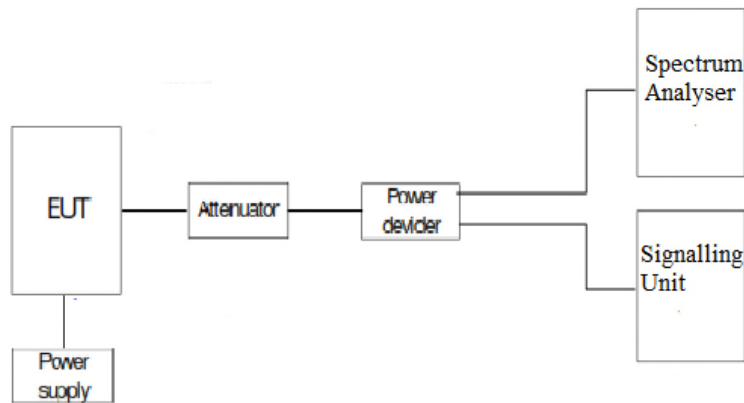 Spectrum
Analyser
EUT
Attenuator
Power
devider
Signalling
Unit
Power
supply